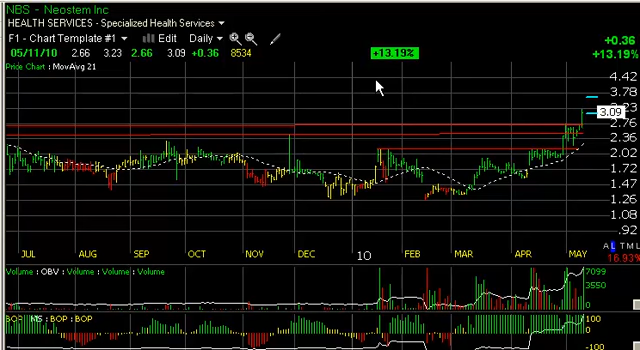 NBS - Neostem Inc
HEALTH SERVICES - Specialized Health Services
F1 - Chart Template #1 Edit Daily +0.36
05/11/10 2.66 3.23 2.66 3.09 +0.36 8534 +13.19% +13.19%
Price Chart : MovAvg 21
4.42
3.78
3.23
3.09
2.76
2.36
2.02
1.72
1.47
1.26
1.08
.92
JUL AUG SEP OCT NOV DEC 10 FEB MAR APR MAY
A L T M L
16.93%
Volume : OBV : Volume : Volume : Volume
7099
3550
0
BOP : BOP : BOP
100
0
-100